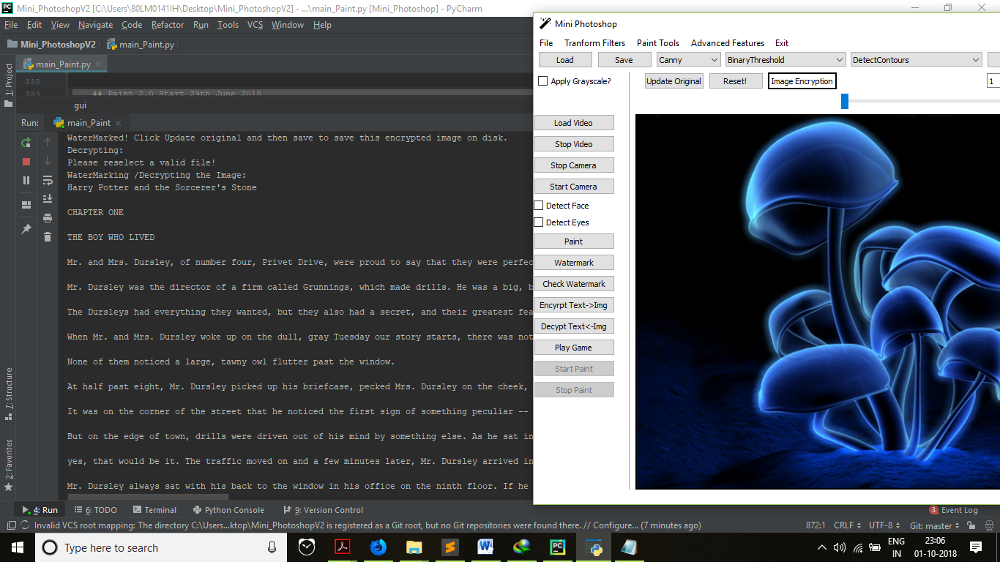 Mini_PhotoshopV2 [C:\Users\80LM0141IH\Desktop\Mini_PhotoshopV2] - ...\main_Paint.py [Mini_Photoshop] - PyCharm
File Edit View Navigate Code Refactor Run Tools VCS Window Help
Mini_PhotoshopV2 main_Paint.py
main_Paint.py
1: Project
338
339 ## Paint 2.0 Start 29th June 2018
gui
Run: main_Paint
WaterMarked! Click Update original and then save to save this encrypted image on disk.
Decrypting:
Please reselect a valid file!
WaterMarking /Decrypting the Image:
Harry Potter and the Sorcerer's Stone
CHAPTER ONE
THE BOY WHO LIVED
Mr. and Mrs. Dursley, of number four, Privet Drive, were proud to say that they were perfec
Mr. Dursley was the director of a firm called Grunnings, which made drills. He was a big, b
The Dursleys had everything they wanted, but they also had a secret, and their greatest fea
When Mr. and Mrs. Dursley woke up on the dull, gray Tuesday our story starts, there was not
None of them noticed a large, tawny owl flutter past the window.
At half past eight, Mr. Dursley picked up his briefcase, pecked Mrs. Dursley on the cheek,
It was on the corner of the street that he noticed the first sign of something peculiar --
But on the edge of town, drills were driven out of his mind by something else. As he sat in
yes, that would be it. The traffic moved on and a few minutes later, Mr. Dursley arrived in
Mr. Dursley always sat with his back to the window in his office on the ninth floor. If he
7: Structure
2: Favorites
Mini Photoshop
File Tranform Filters Paint Tools Advanced Features Exit
Load Save Canny BinaryThreshold DetectContours
Apply Grayscale? Update Original Reset! Image Encryption 1
Load Video
Stop Video
Stop Camera
Start Camera
Detect Face
Detect Eyes
Paint
Watermark
Check Watermark
Encyrpt Text->Img
Decypt Text<-Img
Play Game
Start Paint
Stop Paint
4: Run 6: TODO Terminal Python Console 9: Version Control 3 Event Log
Invalid VCS root mapping: The directory C:\Users...ktop\Mini_PhotoshopV2 is registered as a Git root, but no Git repositories were found there. // Configure... (7 minutes ago) 872:1 CRLF UTF-8 Git: master
Type here to search ENG 23:06
IN 01-10-2018